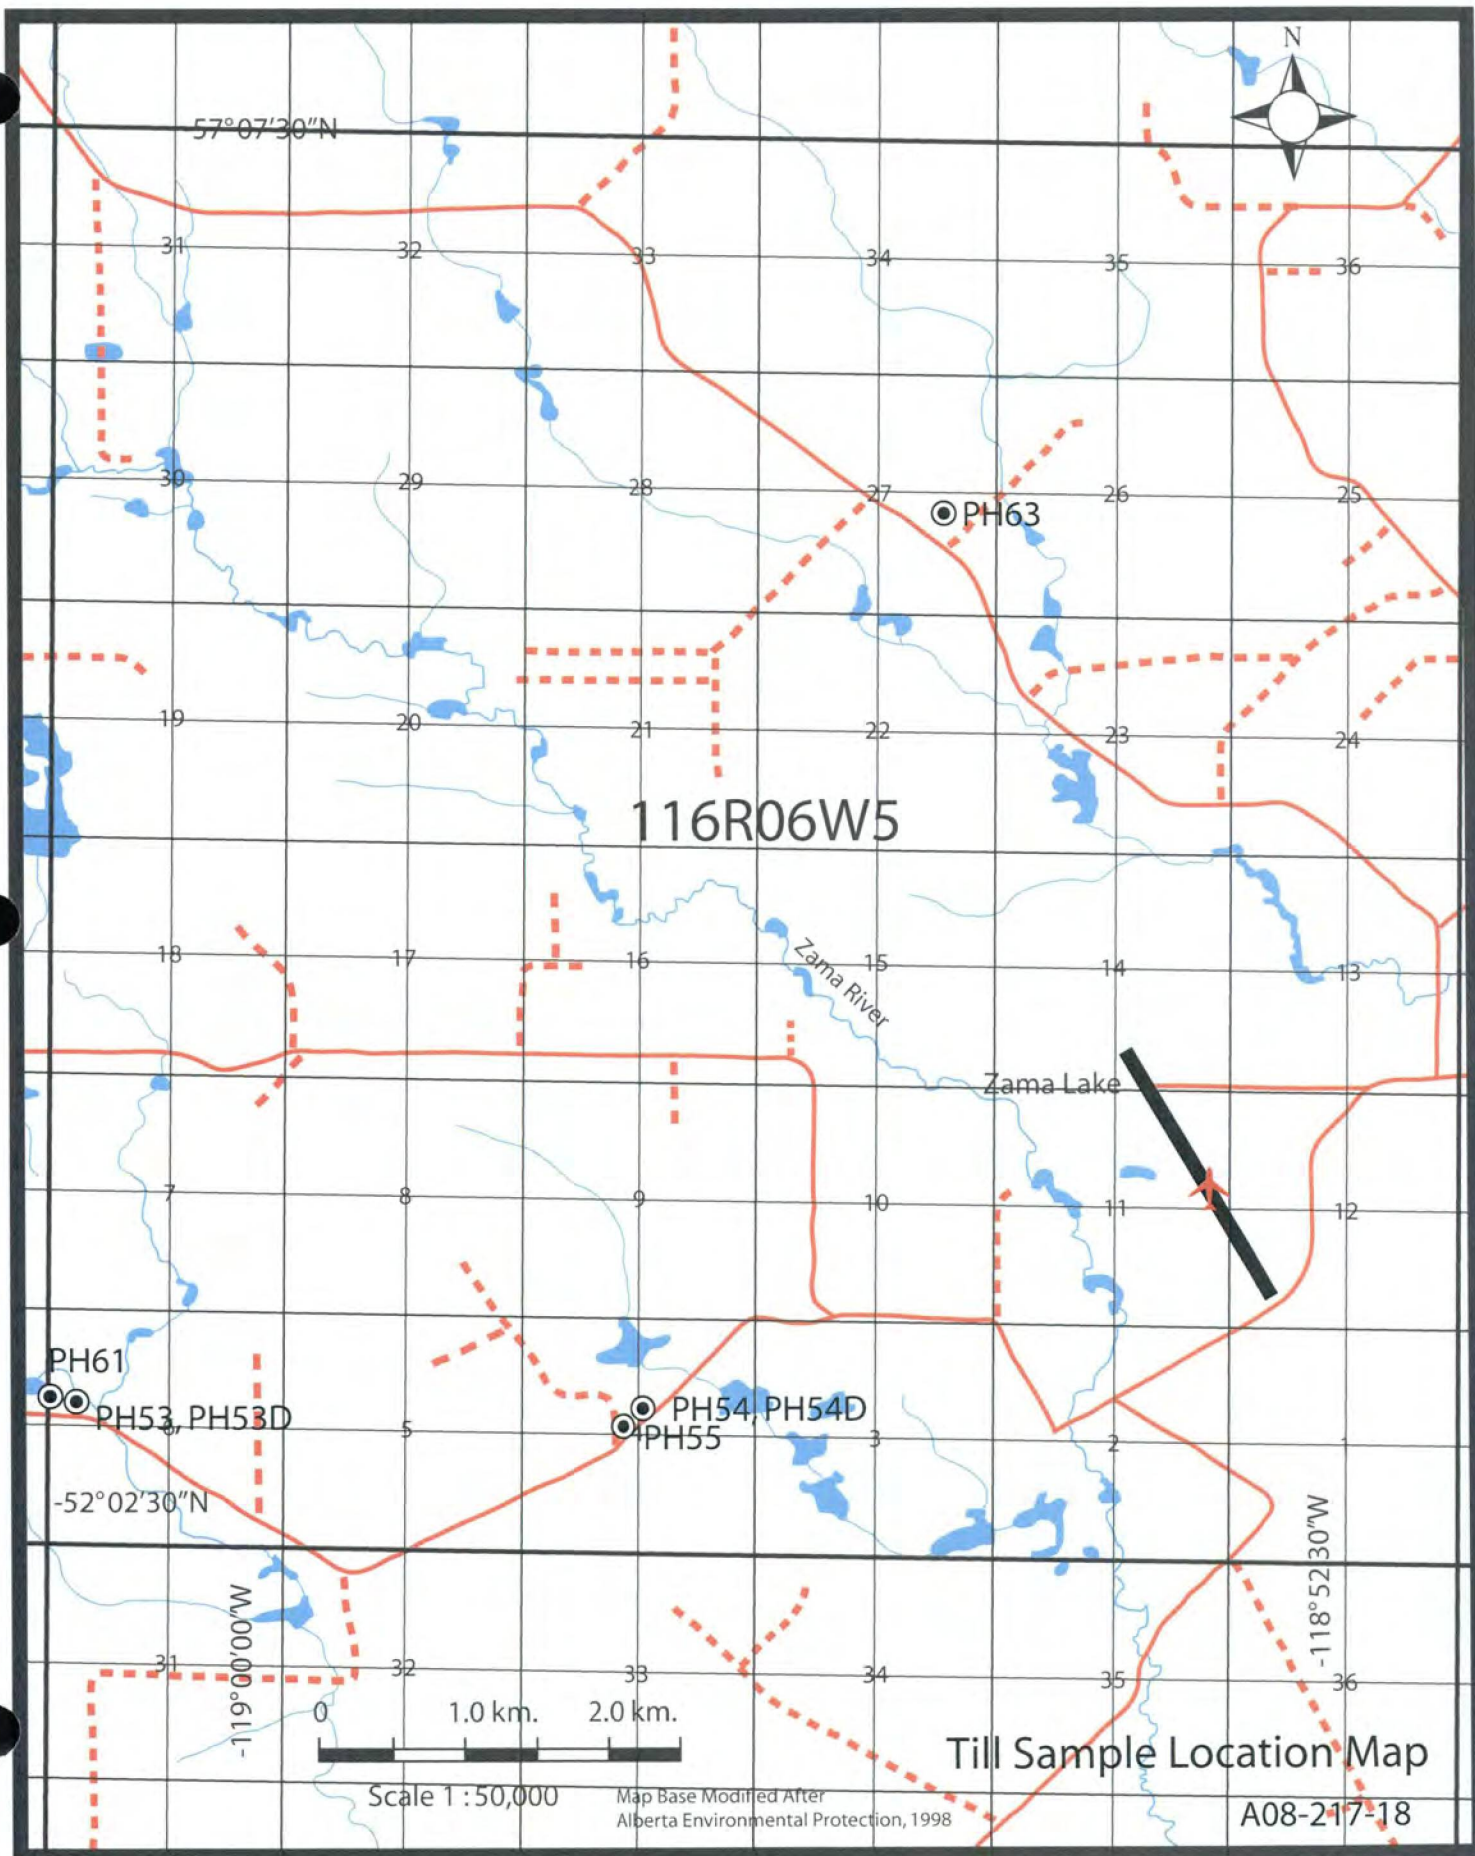 N
57°07'30"N
31 32 33 34 35 36
30 29 28 27 26 25
PH63
19 20 21 22 23 24
116R06W5
18 17 16 15 14 13
Zama River
Zama Lake
7 8 9 10 11 12
PH61
PH53, PH53D
PH54, PH54D
PH55
6 5 4 3 2 1
-52°02'30"N
-119°00'00"W
-118°52'30"W
31 32 33 34 35 36
0 1.0 km. 2.0 km.
Scale 1 : 50,000
Map Base Modified After
Alberta Environmental Protection, 1998
Till Sample Location Map
A08-217-18